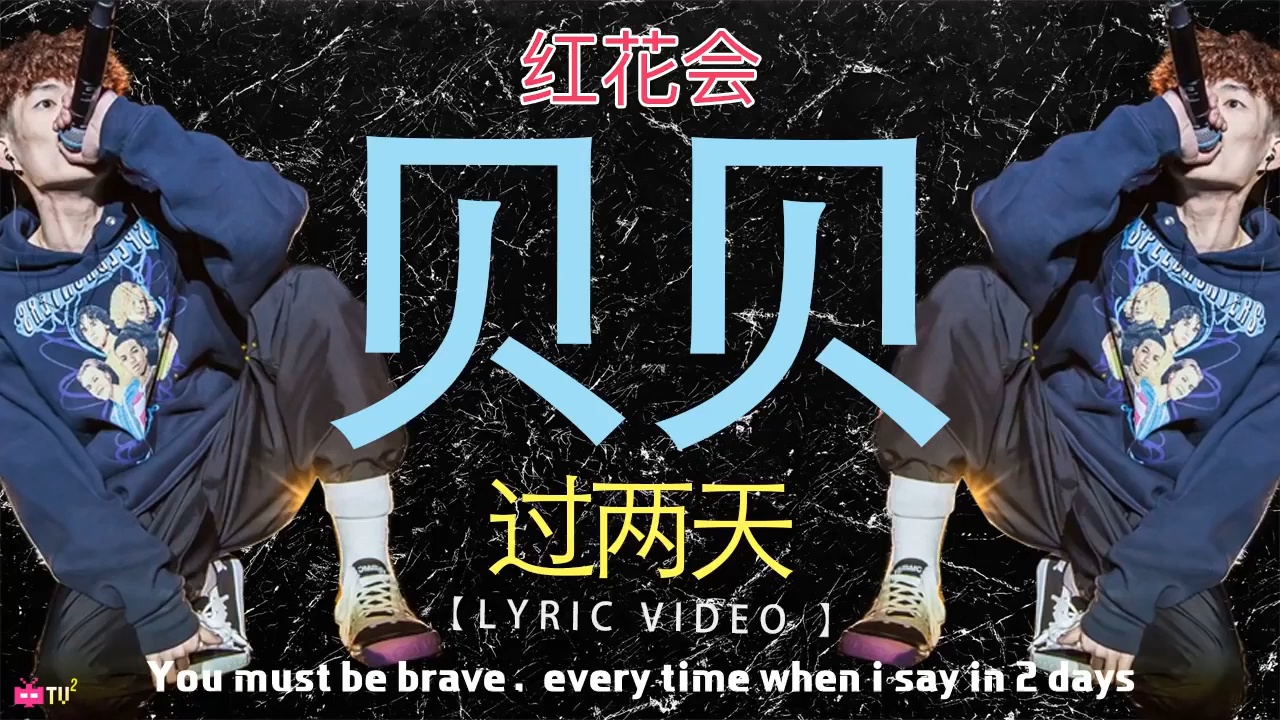 红花会
贝贝
过两天
【LYRIC VIDEO】
You must be brave. every time when i say in 2 days
TV2